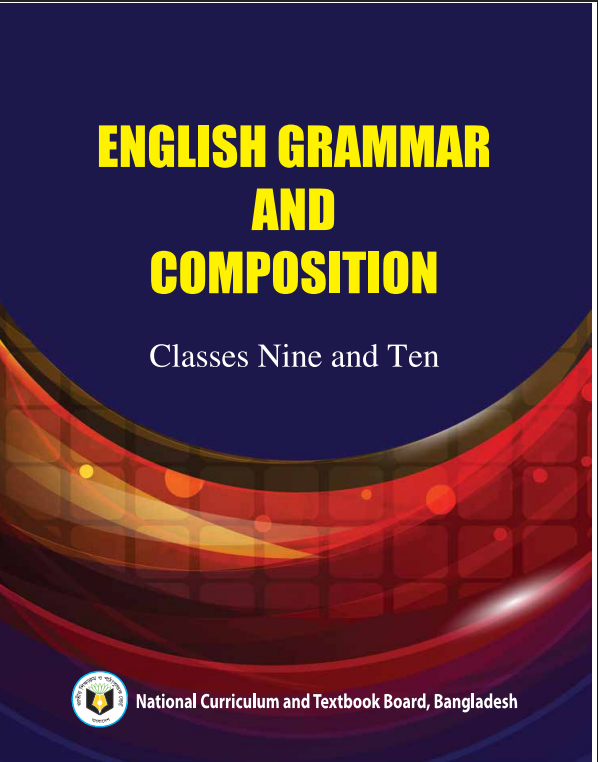 ENGLISH GRAMMAR
AND
COMPOSITION
Classes Nine and Ten
National Curriculum and Textbook Board, Bangladesh